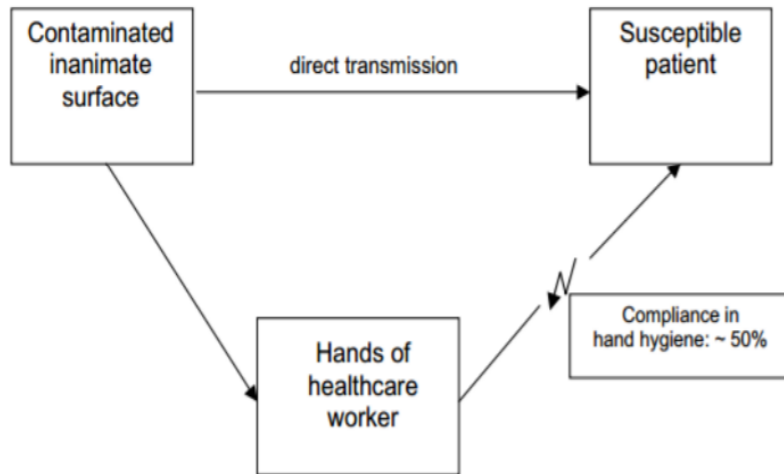 Contaminated
inanimate
surface
direct transmission
Susceptible
patient
Hands of
healthcare
worker
Compliance in
hand hygiene: ~ 50%